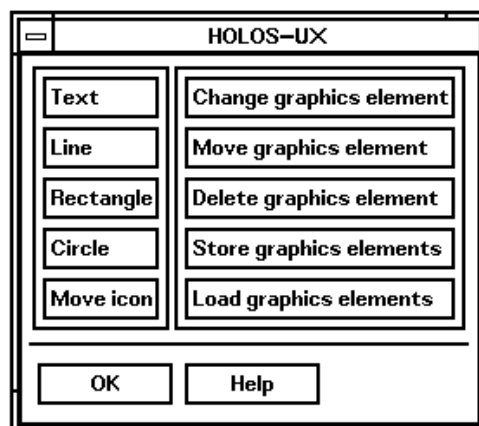 HOLOS-UX
Text
Change graphics element
Line
Move graphics element
Rectangle
Delete graphics element
Circle
Store graphics elements
Move icon
Load graphics elements
OK
Help